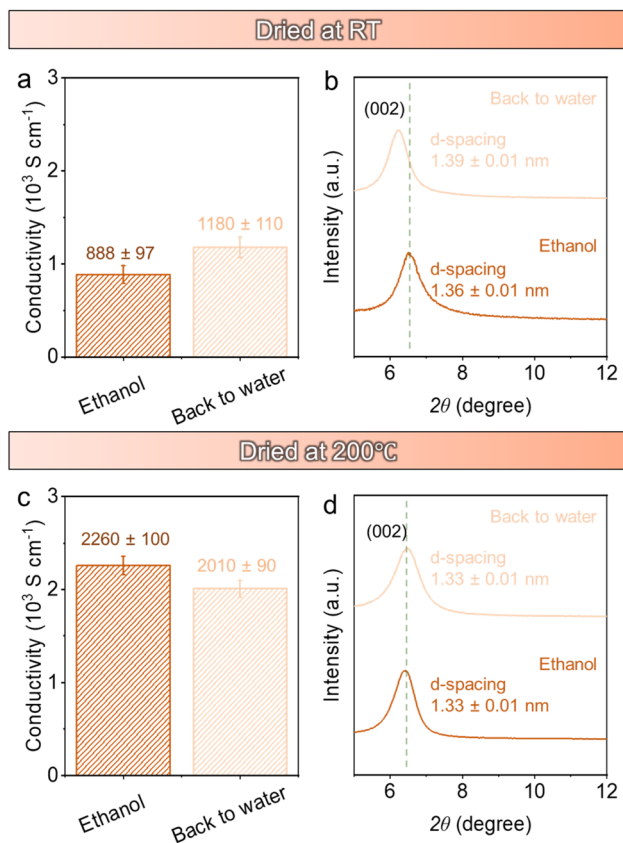 Dried at RT
a
Conductivity (10³ S cm⁻¹)
3
2
1
0
888 ± 97
1180 ± 110
Ethanol
Back to water
b
Intensity (a.u.)
(002)
Back to water
d-spacing
1.39 ± 0.01 nm
Ethanol
d-spacing
1.36 ± 0.01 nm
6
8
10
12
2θ (degree)
Dried at 200℃
c
Conductivity (10³ S cm⁻¹)
3
2
1
0
2260 ± 100
2010 ± 90
Ethanol
Back to water
d
Intensity (a.u.)
Back to water
(002)
d-spacing
1.33 ± 0.01 nm
Ethanol
d-spacing
1.33 ± 0.01 nm
6
8
10
12
2θ (degree)